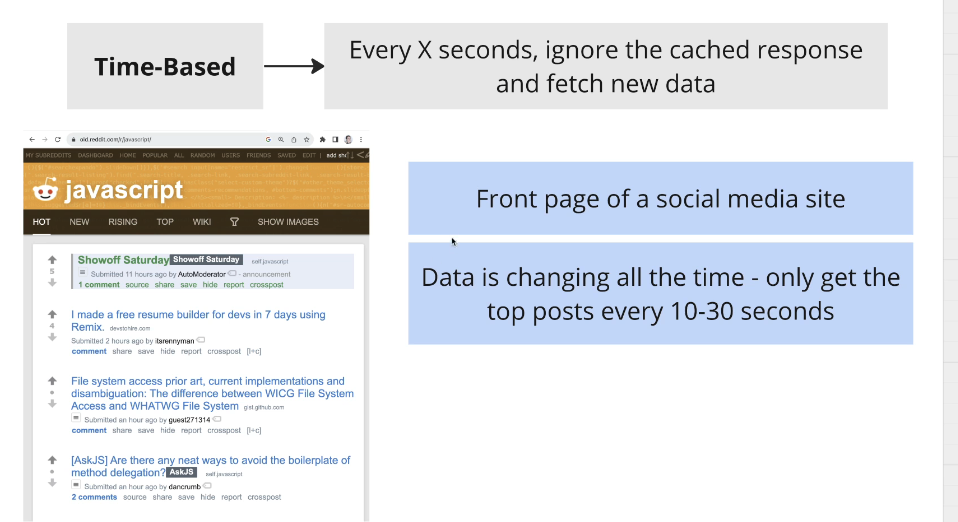 Time-Based
Every X seconds, ignore the cached response
and fetch new data
old.reddit.com/r/javascript/
MY SUBREDDITS DASHBOARD HOME POPULAR ALL RANDOM USERS FRIENDS SAVED EDIT
javascript
HOT NEW RISING TOP WIKI SHOW IMAGES
5
Showoff Saturday Showoff Saturday self.javascript
Submitted 11 hours ago by AutoModerator - announcement
1 comment source share save hide report crosspost
4
I made a free resume builder for devs in 7 days using
Remix. devstonire.com
Submitted 2 hours ago by itsrennyman
comment share save hide report crosspost [l+c]
•
File system access prior art, current implementations and
disambiguation: The difference between WICG File System
Access and WHATWG File System gist.github.com
Submitted an hour ago by guest271314
comment share save hide report crosspost [l+c]
•
[AskJS] Are there any neat ways to avoid the boilerplate of
method delegation? AskJS self.javascript
Submitted an hour ago by dancrumb
2 comments source share save hide report crosspost
Front page of a social media site
Data is changing all the time - only get the
top posts every 10-30 seconds